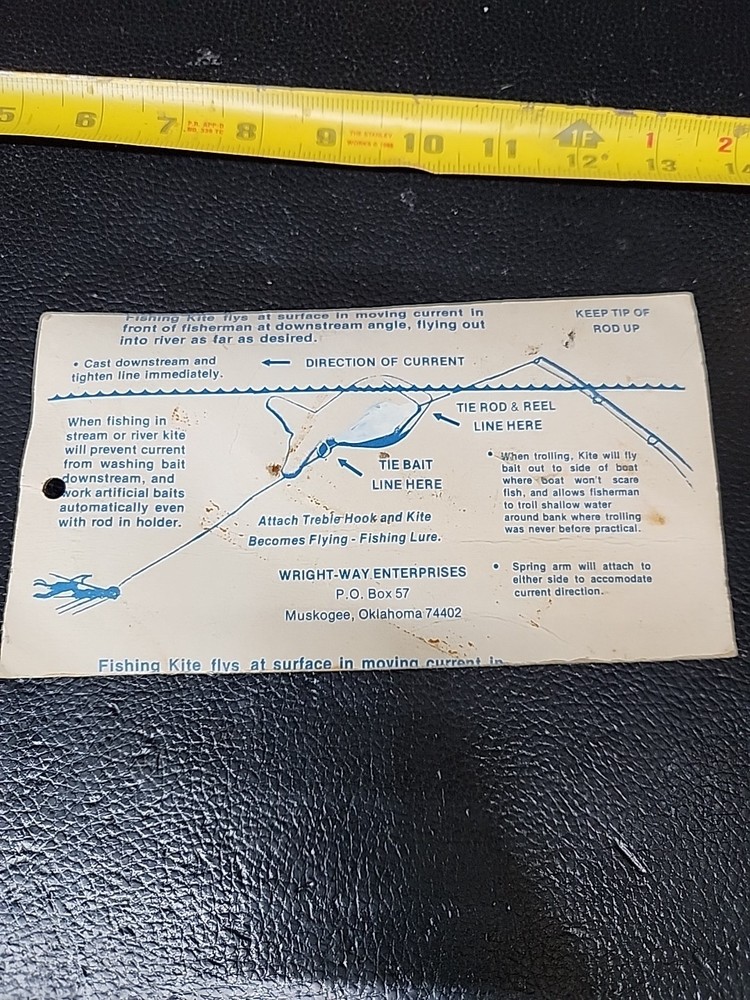 5 6 7 8 9 10 11 1F 1 2
12" 13 14
THE STANLEY
Fishing Kite flys at surface in moving current in
front of fisherman at downstream angle, flying out
into river as far as desired.
KEEP TIP OF
ROD UP
• Cast downstream and
tighten line immediately.
DIRECTION OF CURRENT
When fishing in
stream or river kite
will prevent current
from washing bait
downstream, and
work artificial baits
automatically even
with rod in holder.
TIE ROD & REEL
LINE HERE
TIE BAIT
LINE HERE
• When trolling, Kite will fly
bait out to side of boat
where boat won't scare
fish, and allows fisherman
to troll shallow water
around bank where trolling
was never before practical.
Attach Treble Hook and Kite
Becomes Flying - Fishing Lure.
WRIGHT-WAY ENTERPRISES
P.O. Box 57
Muskogee, Oklahoma 74402
• Spring arm will attach to
either side to accomodate
current direction.
Fishing Kite flys at surface in moving current in